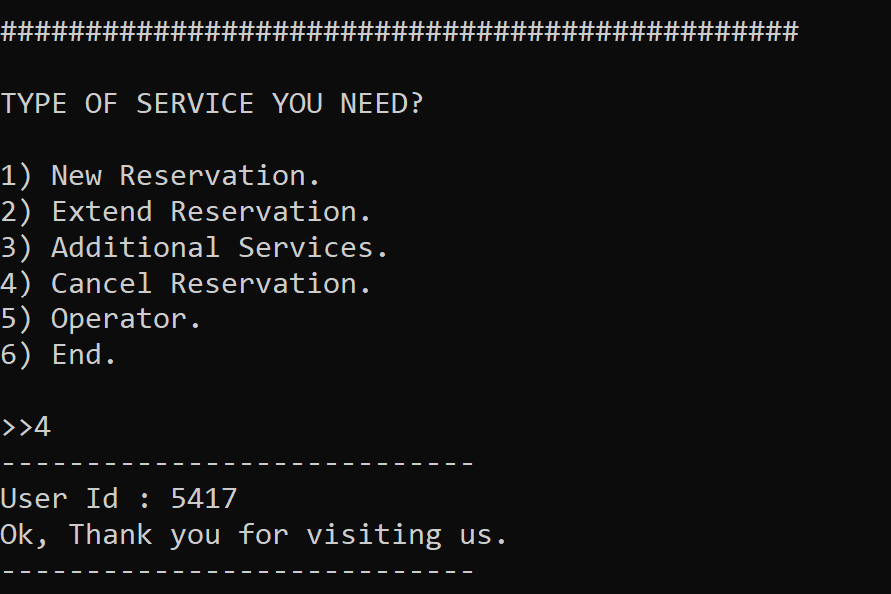 ###############################################
TYPE OF SERVICE YOU NEED?
1) New Reservation.
2) Extend Reservation.
3) Additional Services.
4) Cancel Reservation.
5) Operator.
6) End.
>>4
----------------------------
User Id : 5417
Ok, Thank you for visiting us.
----------------------------